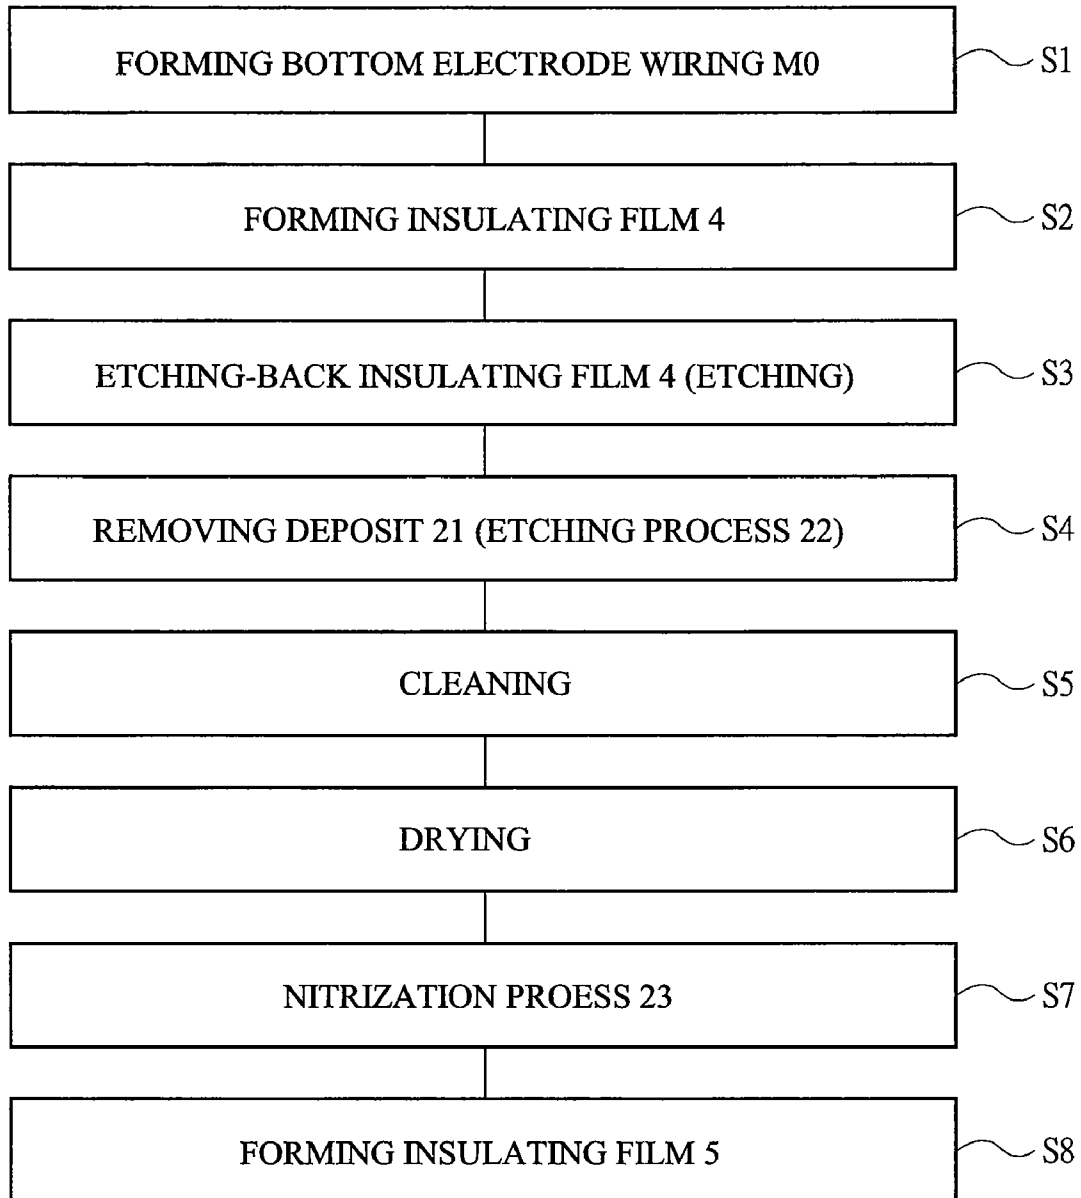 FORMING BOTTOM ELECTRODE WIRING M0 S1
FORMING INSULATING FILM 4 S2
ETCHING-BACK INSULATING FILM 4 (ETCHING) S3
REMOVING DEPOSIT 21 (ETCHING PROCESS 22) S4
CLEANING S5
DRYING S6
NITRIZATION PROESS 23 S7
FORMING INSULATING FILM 5 S8